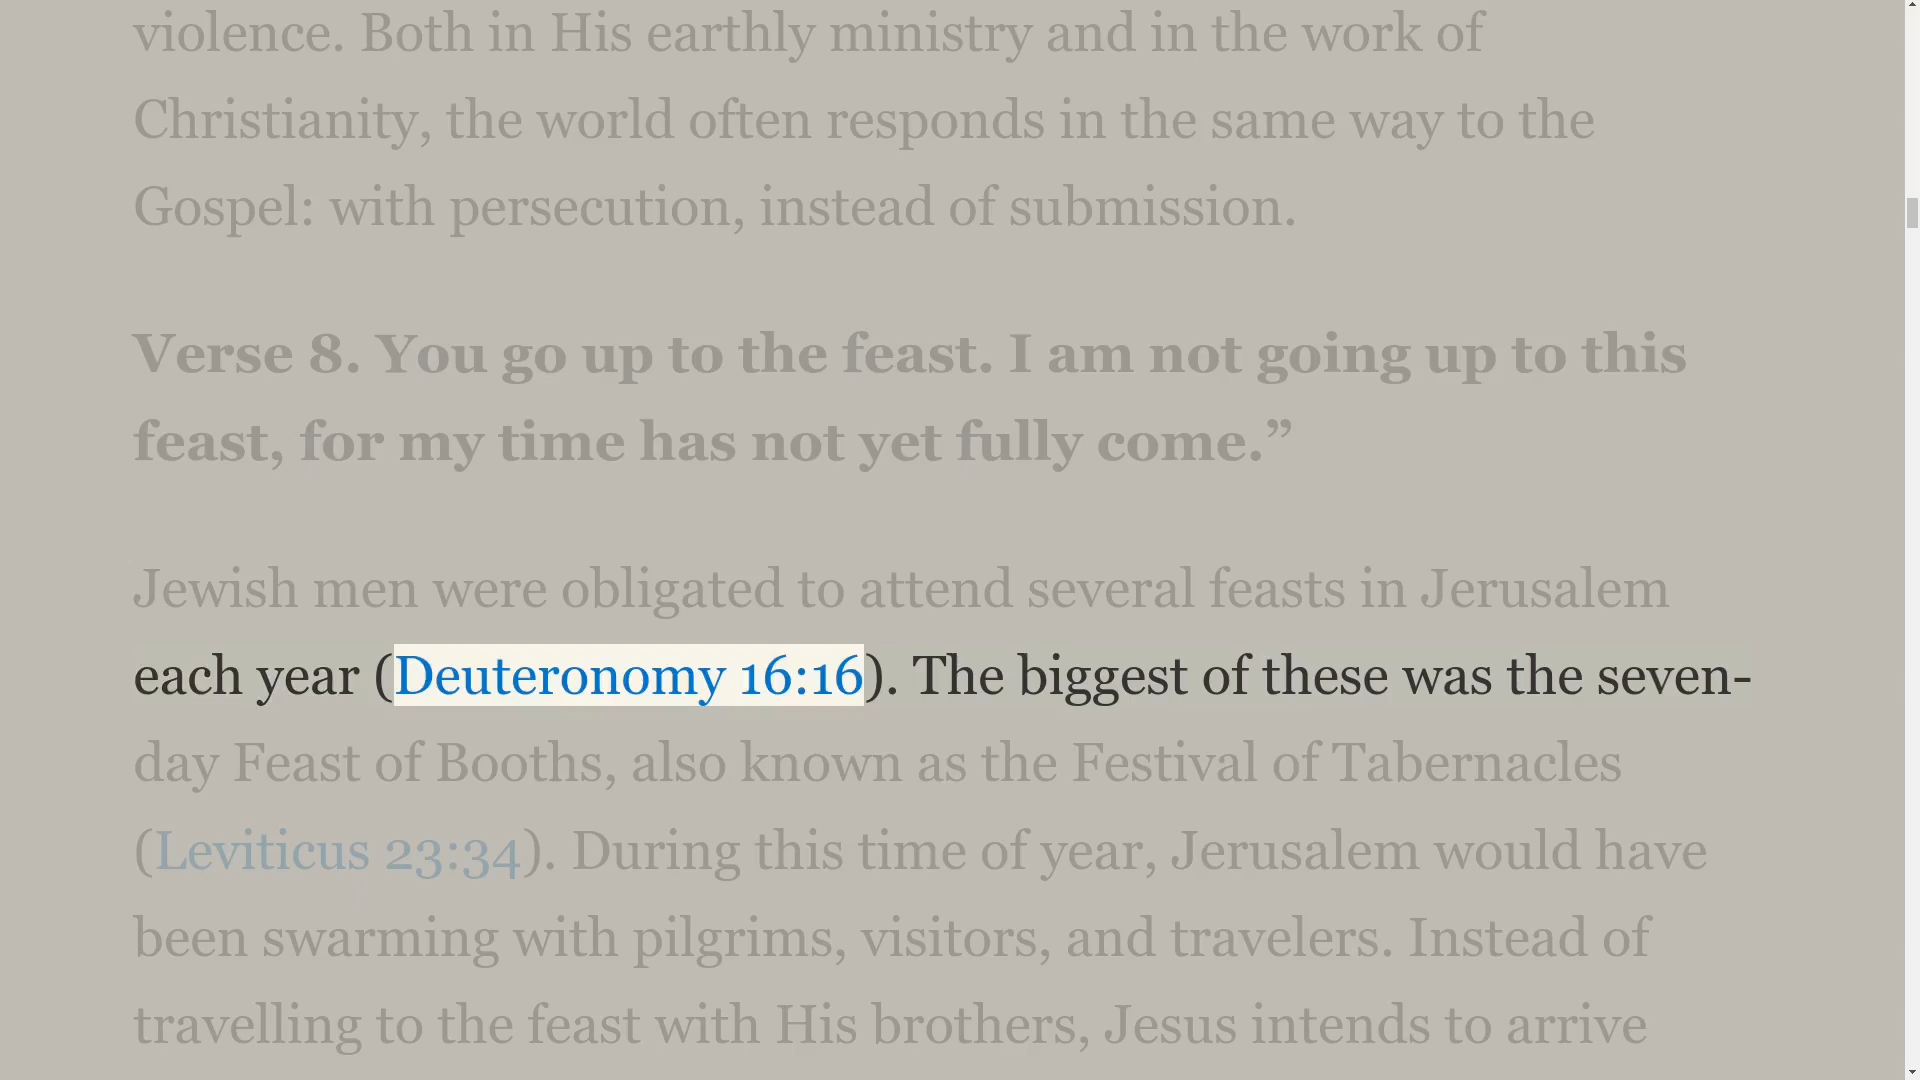 violence. Both in His earthly ministry and in the work of
Christianity, the world often responds in the same way to the
Gospel: with persecution, instead of submission.
Verse 8. You go up to the feast. I am not going up to this
feast, for my time has not yet fully come.”
Jewish men were obligated to attend several feasts in Jerusalem
each year (Deuteronomy 16:16). The biggest of these was the seven-
day Feast of Booths, also known as the Festival of Tabernacles
(Leviticus 23:34). During this time of year, Jerusalem would have
been swarming with pilgrims, visitors, and travelers. Instead of
travelling to the feast with His brothers, Jesus intends to arrive